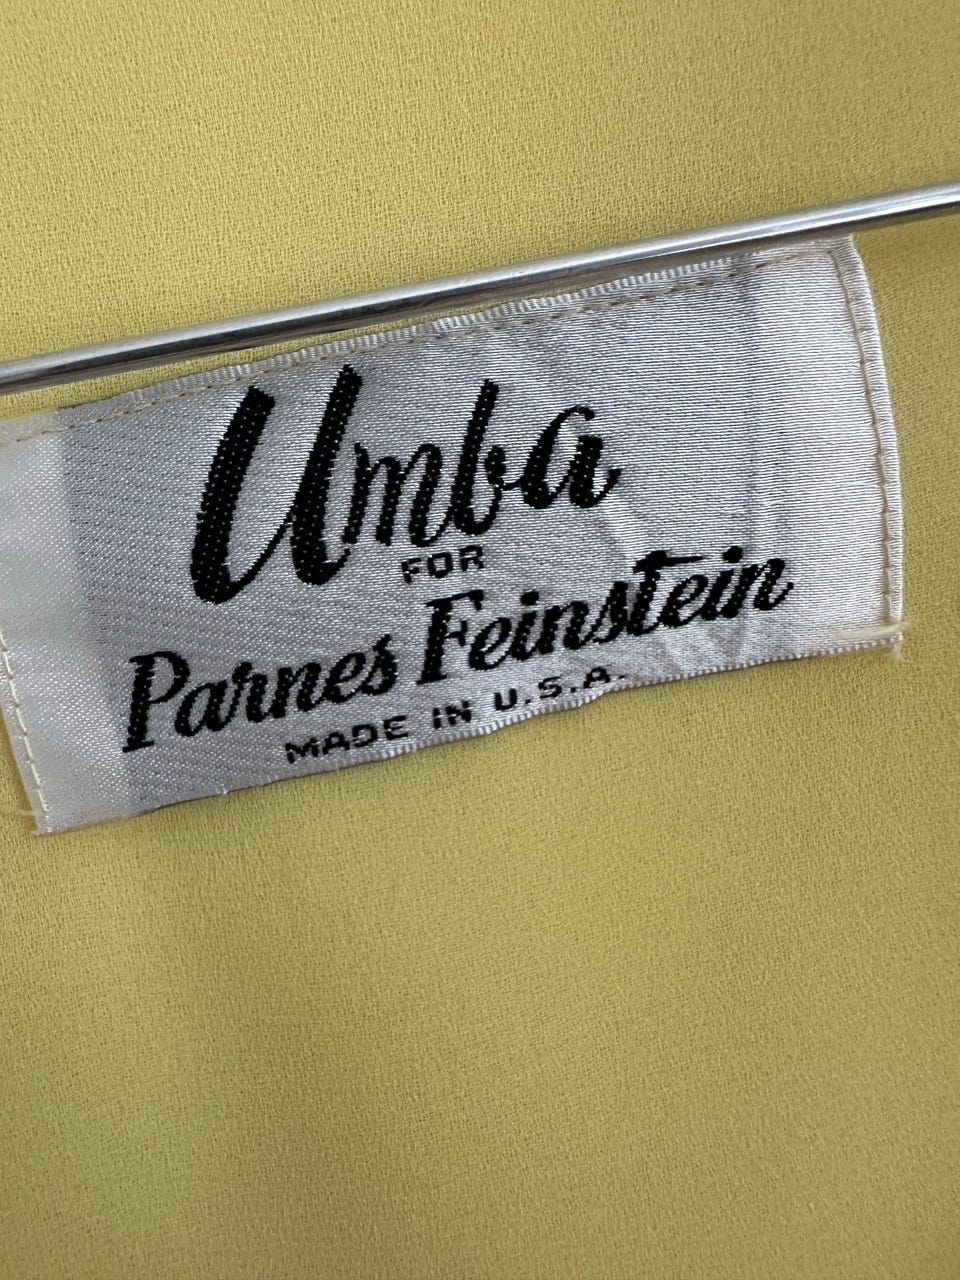 Umba
FOR
Parnes Feinstein
MADE IN U.S.A.